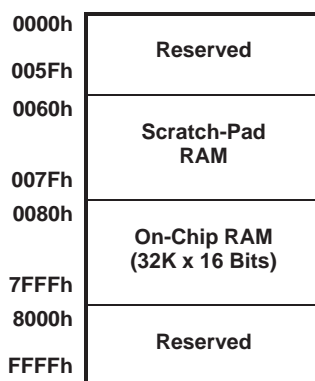 0000h
Reserved
005Fh
0060h
Scratch-Pad
RAM
007Fh
0080h
On-Chip RAM
(32K x 16 Bits)
7FFFh
8000h
Reserved
FFFFh